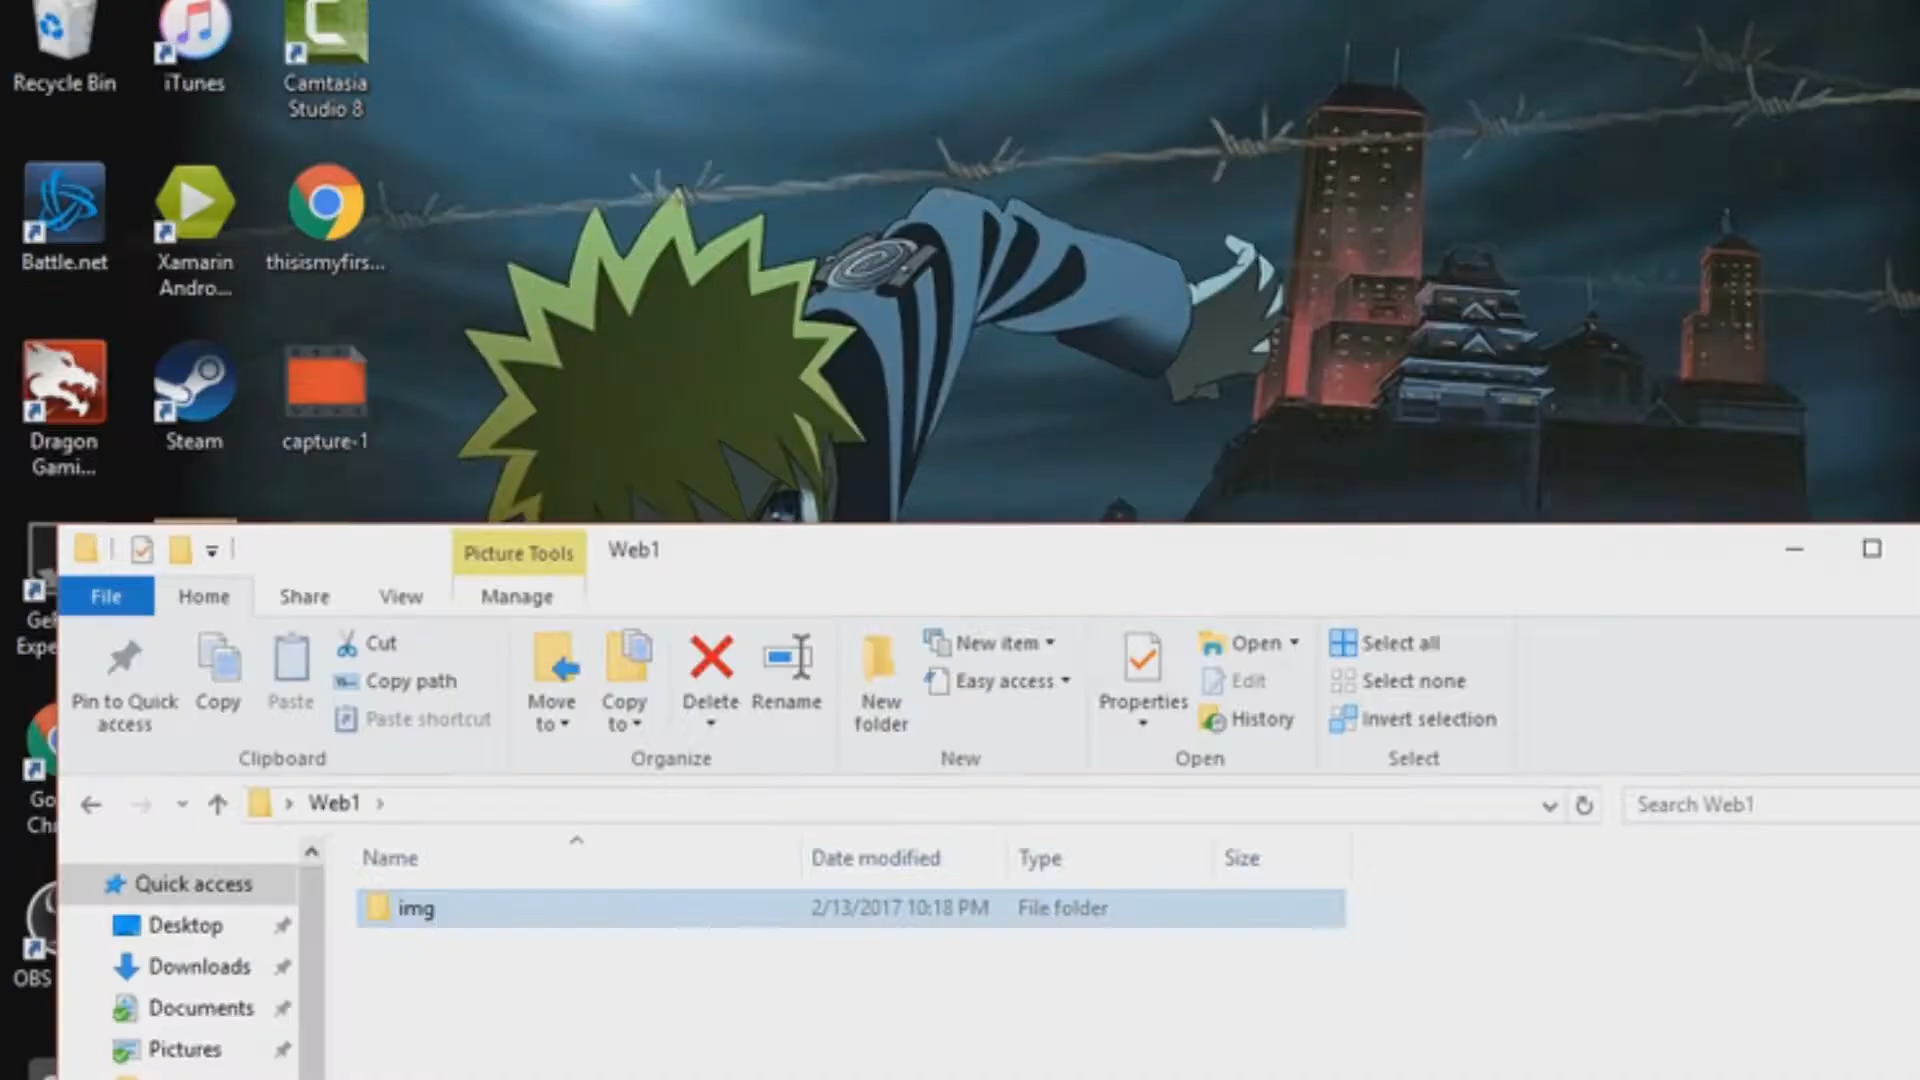 Recycle Bin
iTunes
Camtasia
Studio 8
Battle.net
Xamarin
Andro...
thisismyfirs...
Dragon
Gami...
Steam
capture-1
Expe
Go
Ch
OBS
Picture Tools
Web1
File
Home
Share
View
Manage
Pin to Quick
access
Copy
Paste
Cut
Copy path
Paste shortcut
Clipboard
Move
to
Copy
to
Delete
Rename
Organize
New
folder
New item
Easy access
New
Properties
Open
Edit
History
Open
Select all
Select none
Invert selection
Select
Web1
Search Web1
Name
Date modified
Type
Size
img
2/13/2017 10:18 PM
File folder
Quick access
Desktop
Downloads
Documents
Pictures